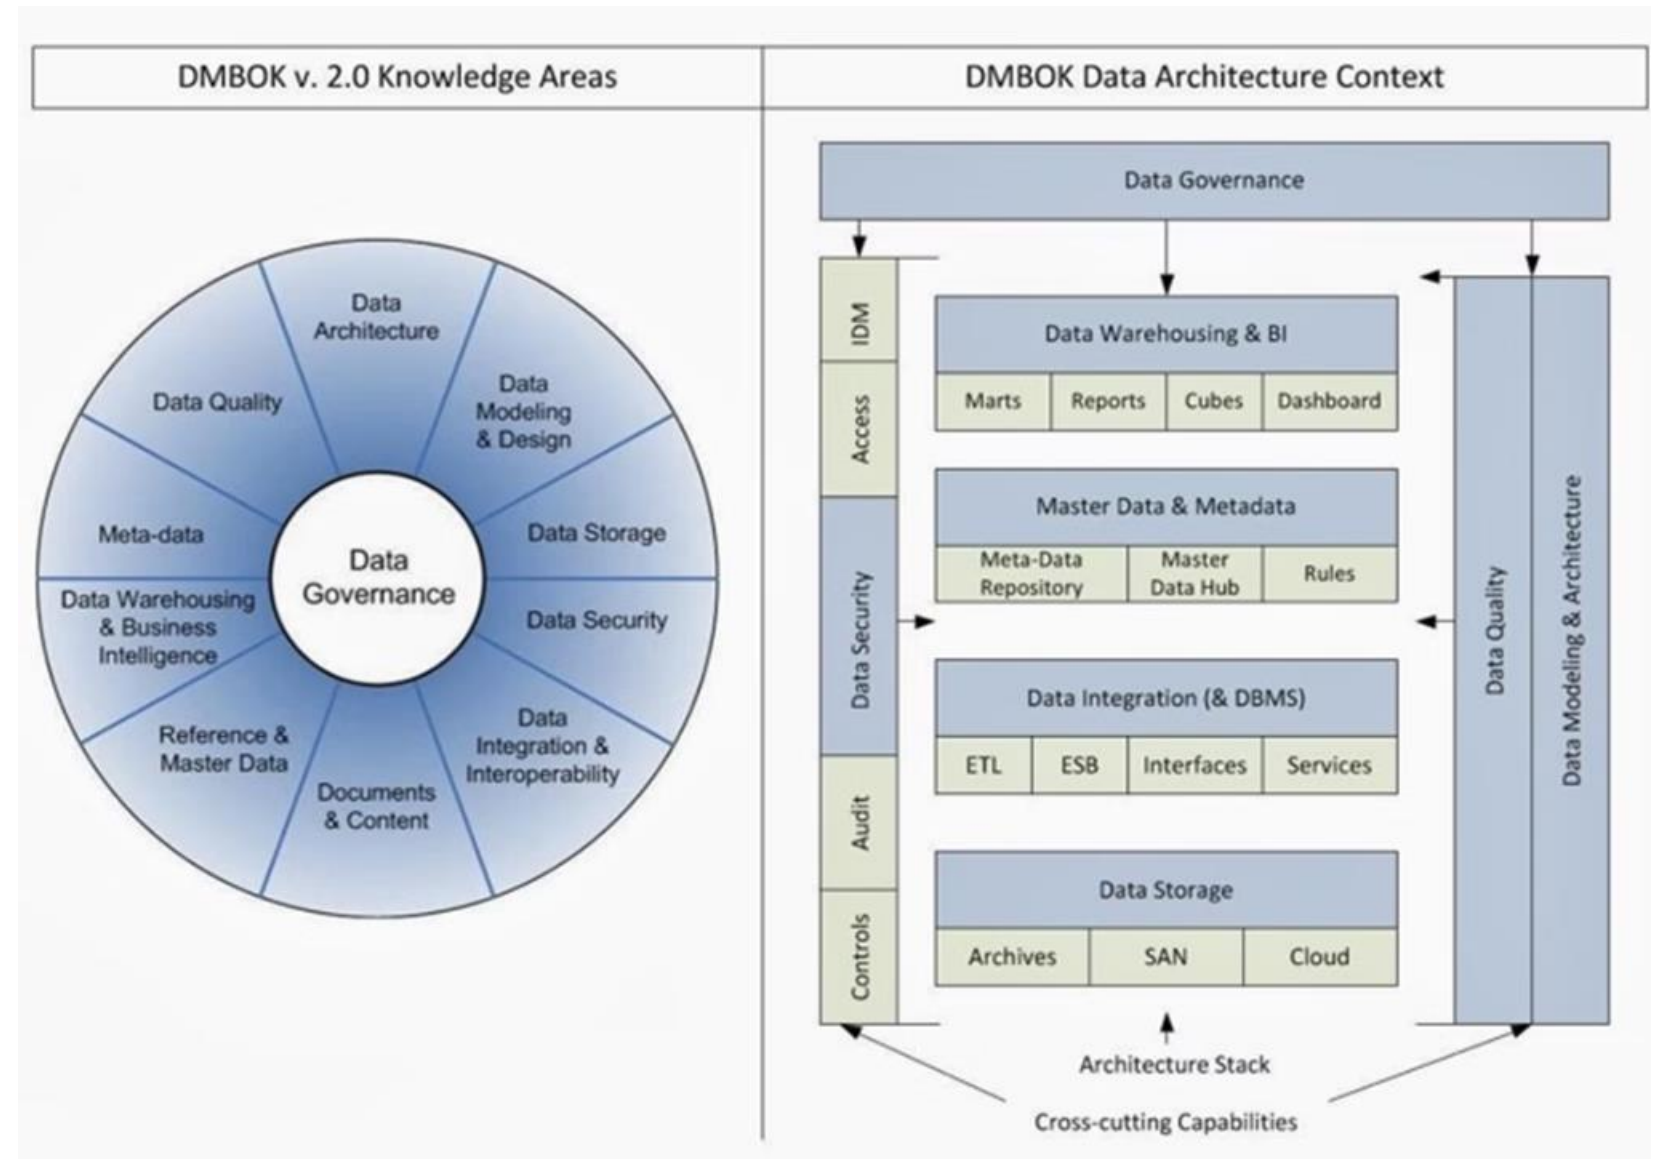 DMBOK v. 2.0 Knowledge Areas
Data
Architecture
Data
Modeling
& Design
Data Storage
Data Security
Data
Integration &
Interoperability
Documents
& Content
Reference &
Master Data
Data Warehousing
& Business
Intelligence
Meta-data
Data Quality
Data
Governance
DMBOK Data Architecture Context
Data Governance
IDM
Access
Data Security
Audit
Controls
Data Warehousing & BI
Marts
Reports
Cubes
Dashboard
Master Data & Metadata
Meta-Data
Repository
Master
Data Hub
Rules
Data Integration (& DBMS)
ETL
ESB
Interfaces
Services
Data Storage
Archives
SAN
Cloud
Data Quality
Data Modeling & Architecture
Architecture Stack
Cross-cutting Capabilities